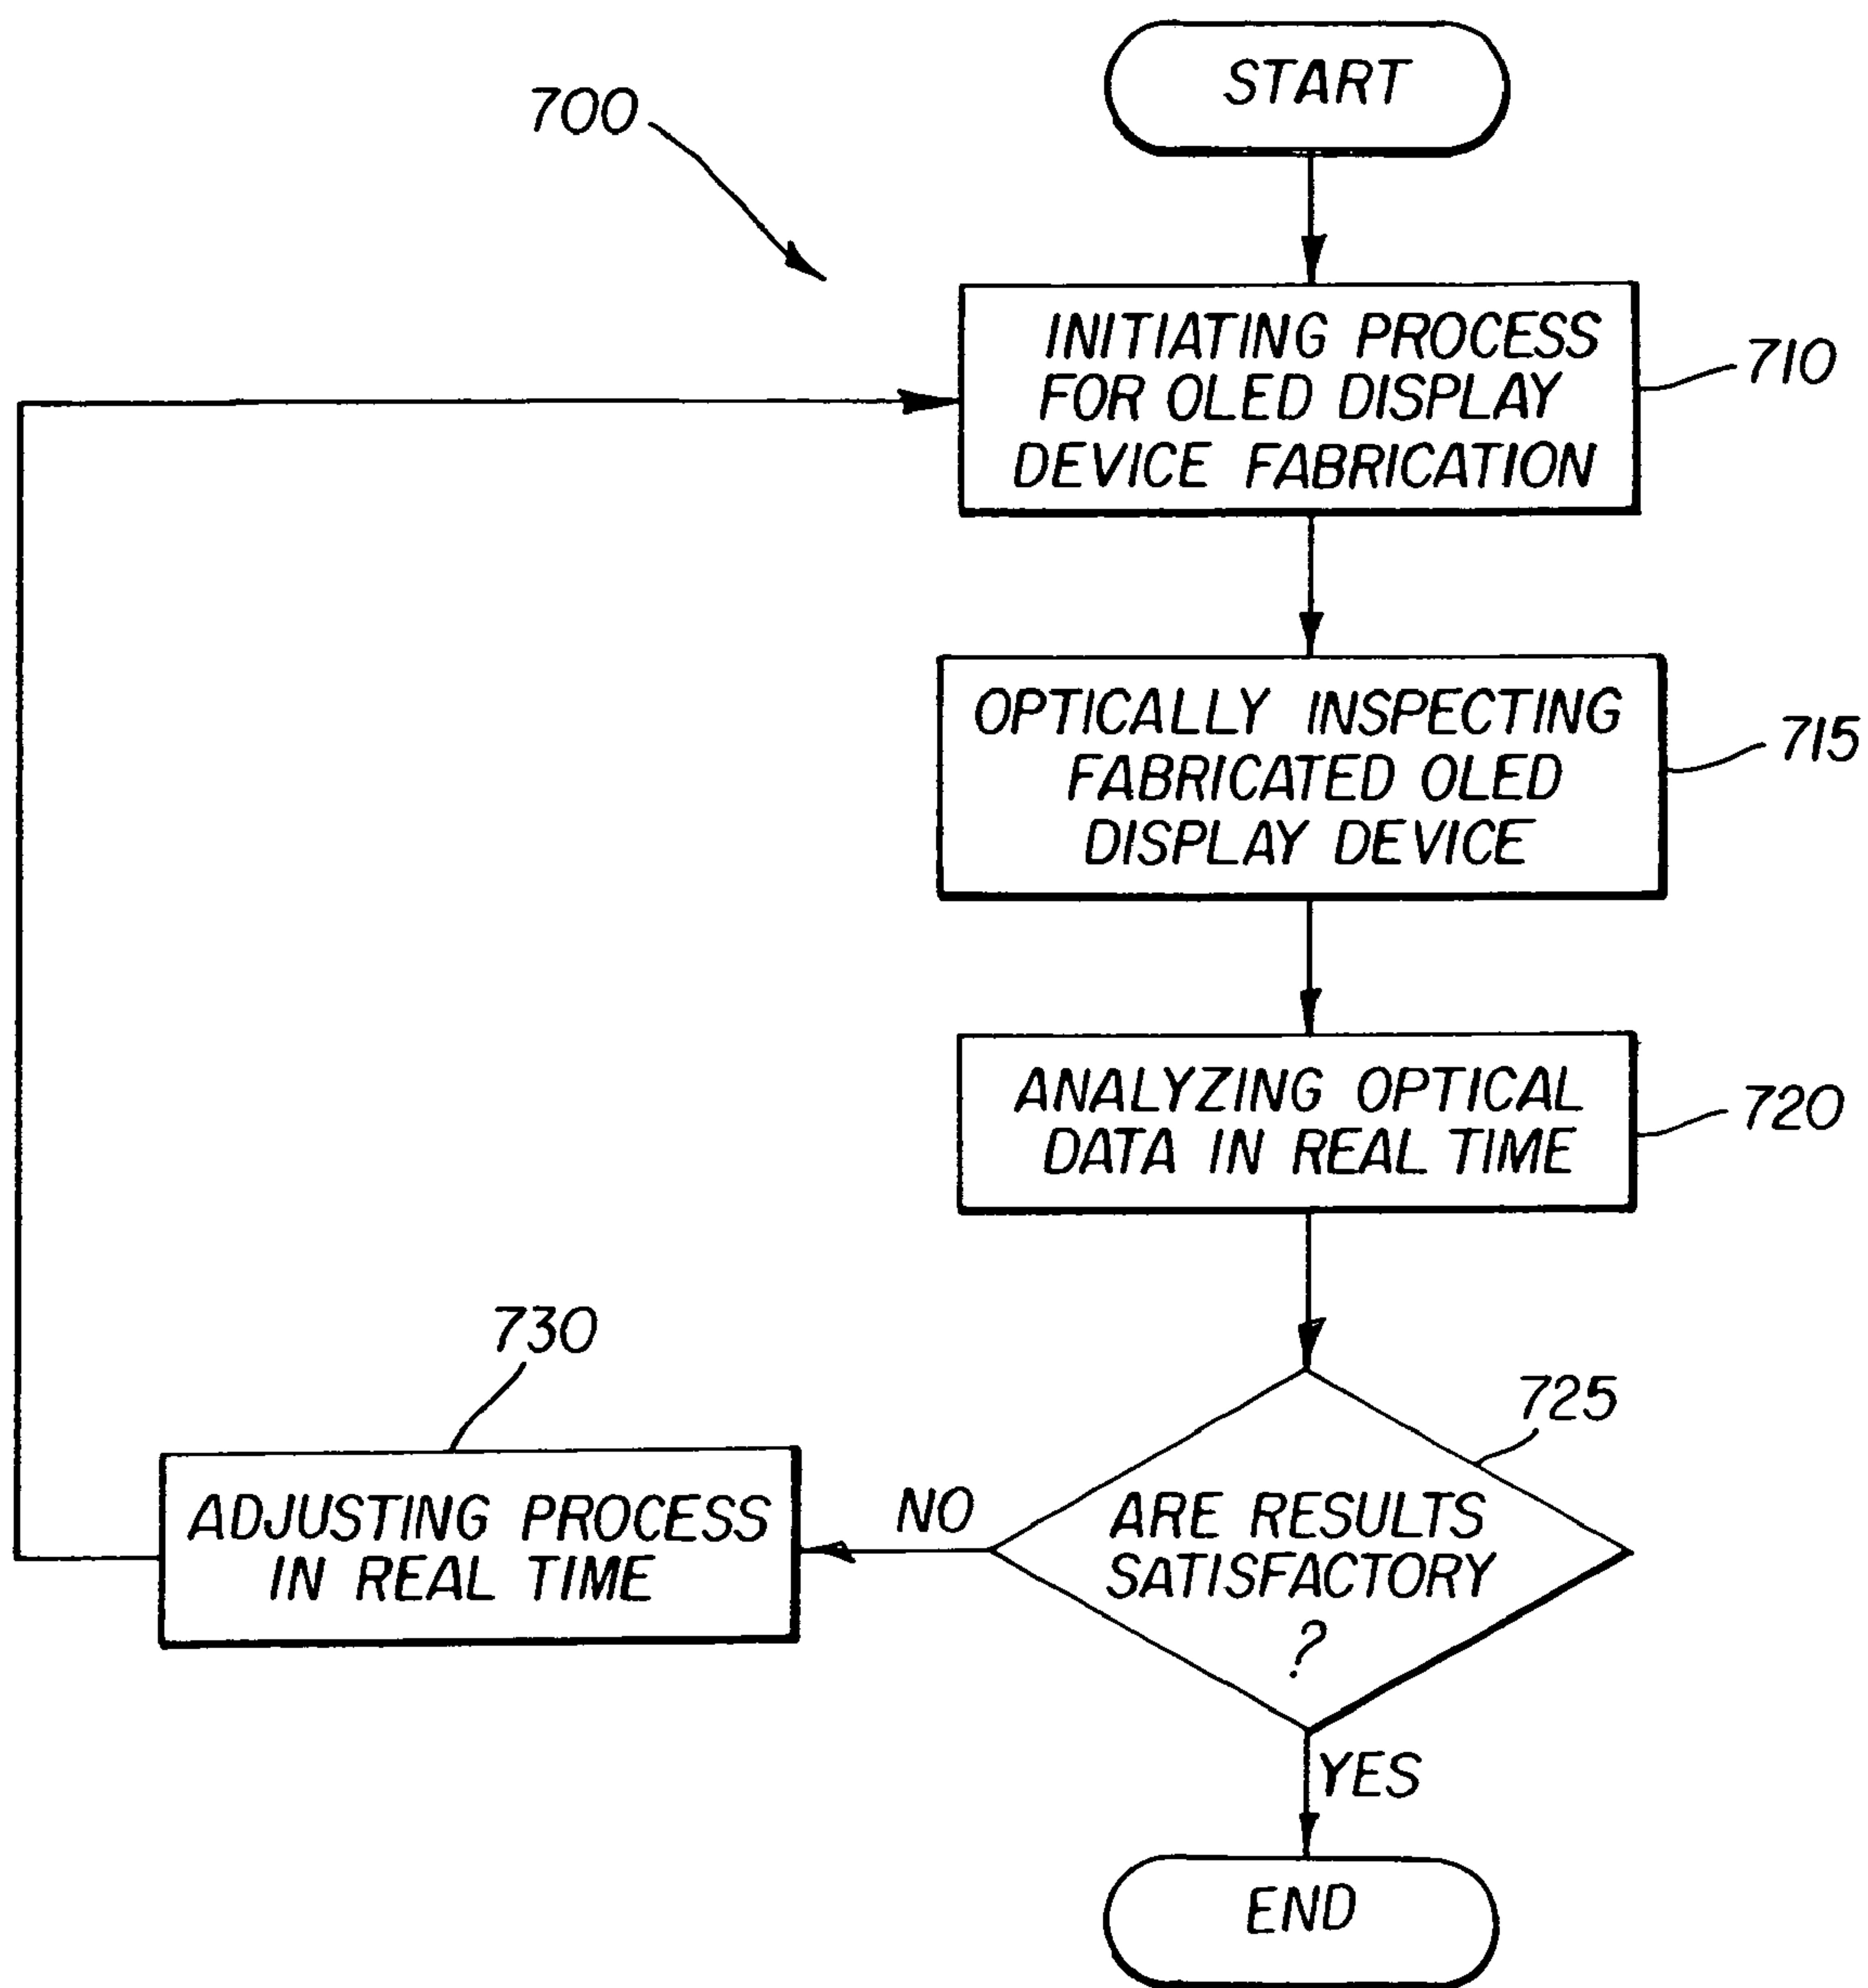 START
700
INITIATING PROCESS
FOR OLED DISPLAY
DEVICE FABRICATION
710
OPTICALLY INSPECTING
FABRICATED OLED
DISPLAY DEVICE
715
ANALYZING OPTICAL
DATA IN REAL TIME
720
730
725
ADJUSTING PROCESS
IN REAL TIME
NO
ARE RESULTS
SATISFACTORY
?
YES
END